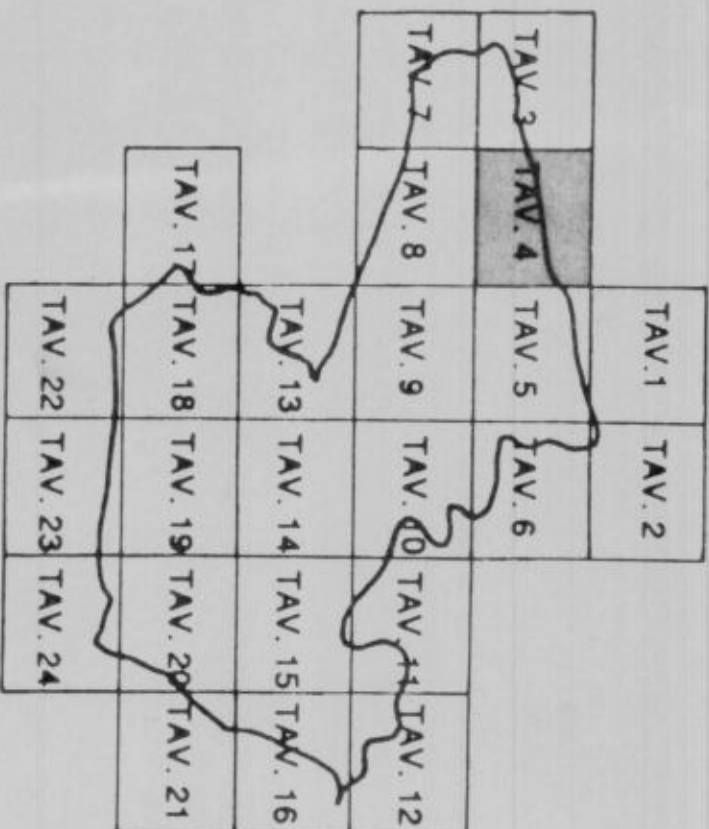 TAV.1 TAV. 2
TAV. 3 TAV. 4 TAV. 5 TAV. 6
TAV. 7 TAV. 8 TAV. 9 TAV. 10 TAV. 11 TAV. 12
TAV. 13 TAV. 14 TAV. 15 TAV. 16
TAV. 17 TAV. 18 TAV. 19 TAV. 20 TAV. 21
TAV. 22 TAV. 23 TAV. 24